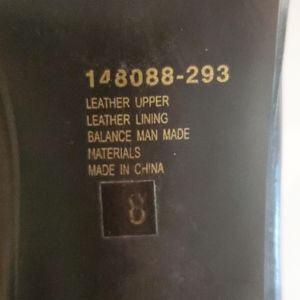 148088-293
LEATHER UPPER
LEATHER LINING
BALANCE MAN MADE
MATERIALS
MADE IN CHINA
8